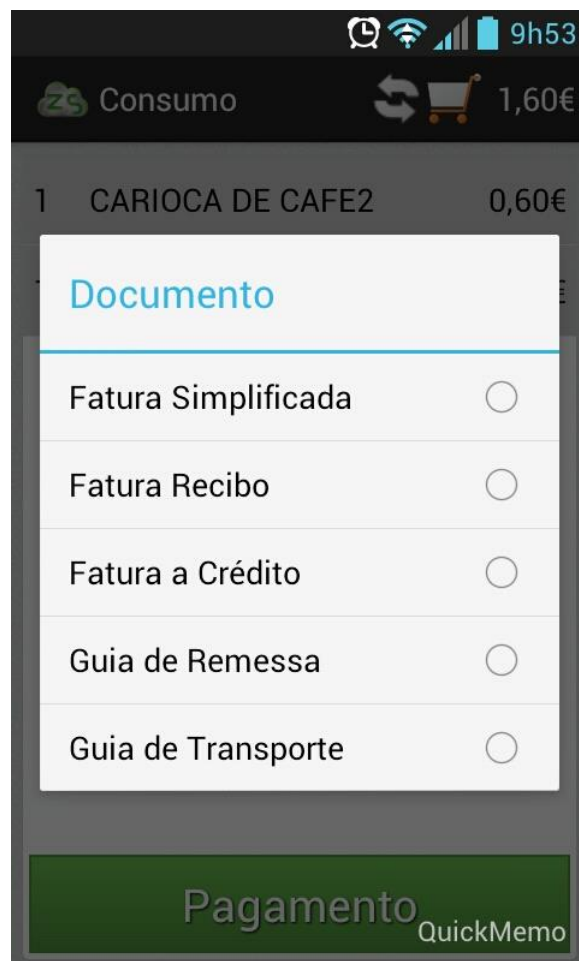 9h53
ZS Consumo 1,60€
1 CARIOCA DE CAFE2 0,60€
Documento
Fatura Simplificada
Fatura Recibo
Fatura a Crédito
Guia de Remessa
Guia de Transporte
Pagamento
QuickMemo